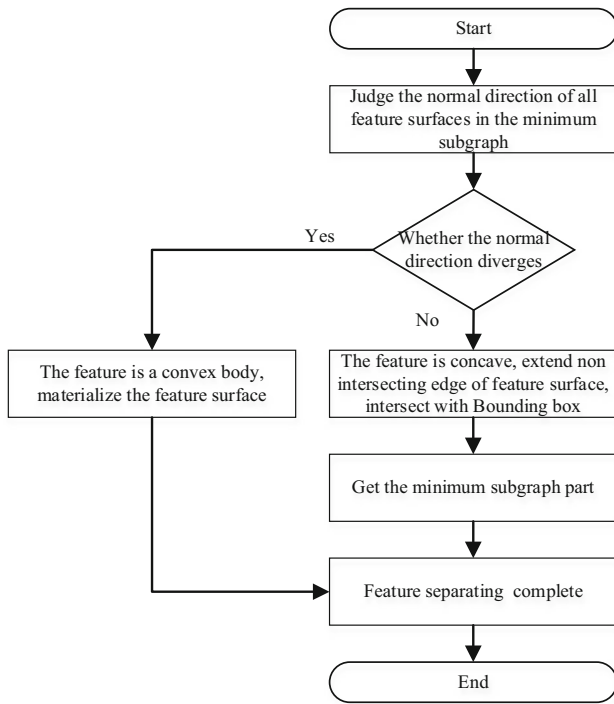 Start
Judge the normal direction of all
feature surfaces in the minimum
subgraph
Yes
Whether the normal
direction diverges
No
The feature is a convex body,
materialize the feature surface
The feature is concave, extend non
intersecting edge of feature surface,
intersect with Bounding box
Get the minimum subgraph part
Feature separating complete
End